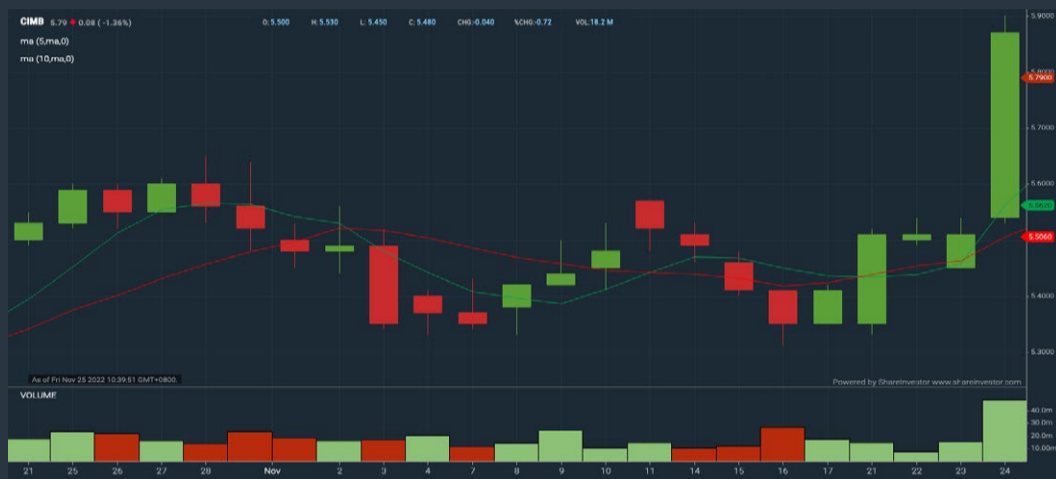 CIMB 5.79 0.08 (-1.36%) O: 5.500 H: 5.530 L: 5.450 C: 5.480 CHG:-0.040 %CHG:-0.72 VOL:18.2 M
ma (5,ma,0)
ma (10,ma,0)
5.9000
5.8000
5.7900
5.7000
5.6000
5.5620
5.5060
5.4000
5.3000
As of Fri Nov 25 2022 10:39:51 GMT+0800.
Powered by ShareInvestor www.shareinvestor.com
VOLUME
40.0m
30.0m
20.0m
10.00m
21 25 26 27 28 Nov 2 3 4 7 8 9 10 11 14 15 16 17 21 22 23 24